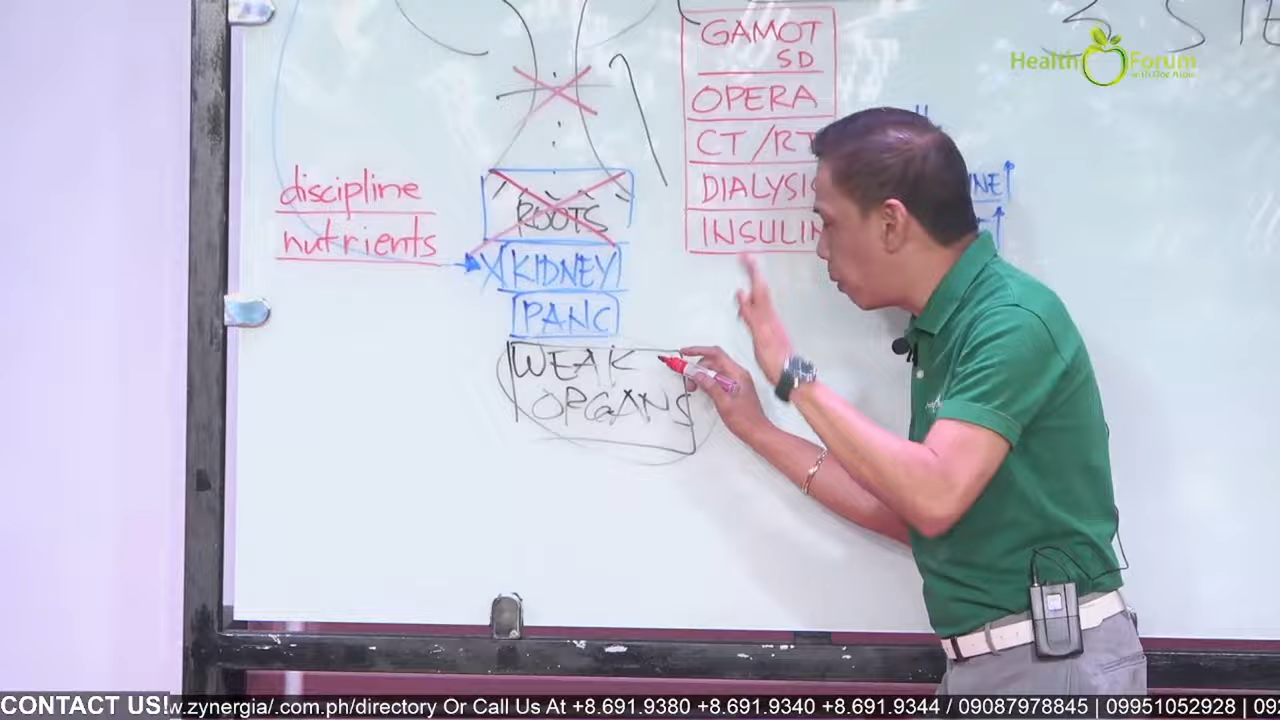 GAMOT
SD
OPERA
CT/RT
DIALYSIS
INSULIN
Health Forum
discipline
nutrients
ROOTS
X KIDNEY
PANC
WEAK
ORGANS
CONTACT US!
w.zynergia/.com.ph/directory Or Call Us At +8.691.9380 +8.691.9340 +8.691.9344 / 09087978845 | 09951052928 | 092